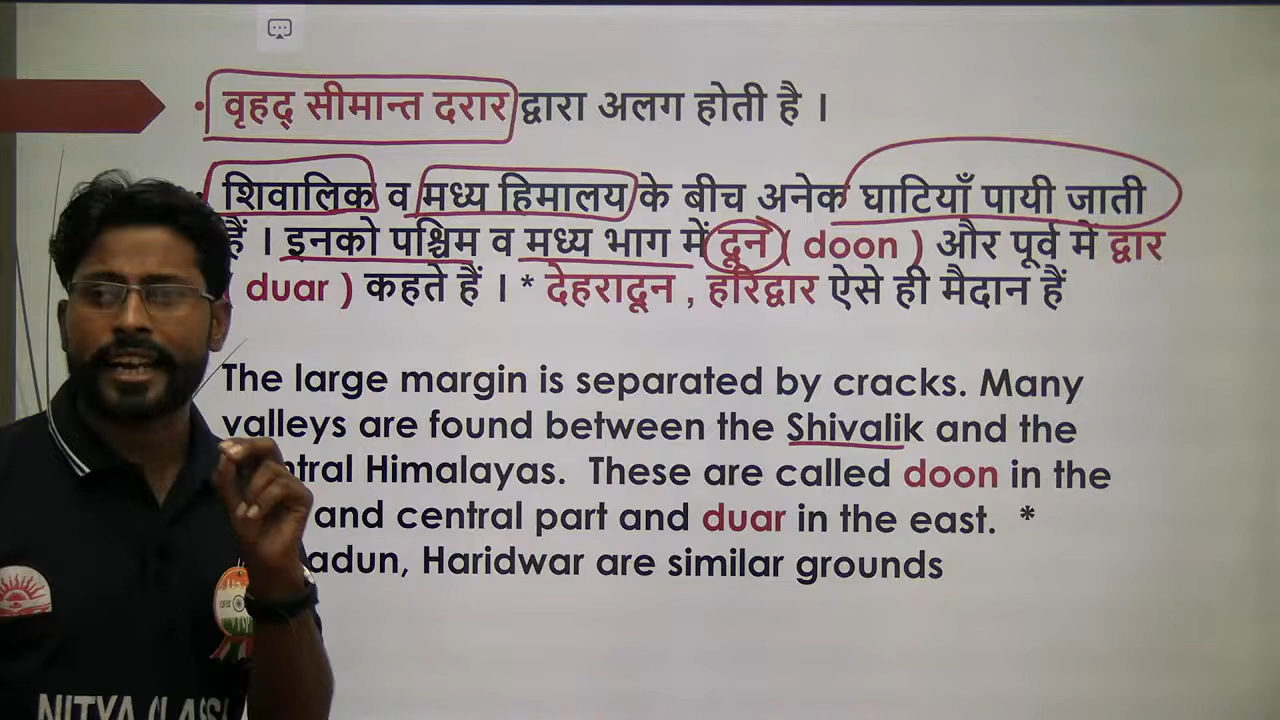 • वृहद् सीमान्त दरार द्वारा अलग होती है ।
शिवालिक व मध्य हिमालय के बीच अनेक घाटियाँ पायी जाती
हैं । इनको पश्चिम व मध्य भाग में दून ( doon ) और पूर्व में द्वार
( duar ) कहते हैं । * देहरादून , हरिद्वार ऐसे ही मैदान हैं
The large margin is separated by cracks. Many
valleys are found between the Shivalik and the
ntral Himalayas. These are called doon in the
and central part and duar in the east. *
adun, Haridwar are similar grounds
NITYA CLASS